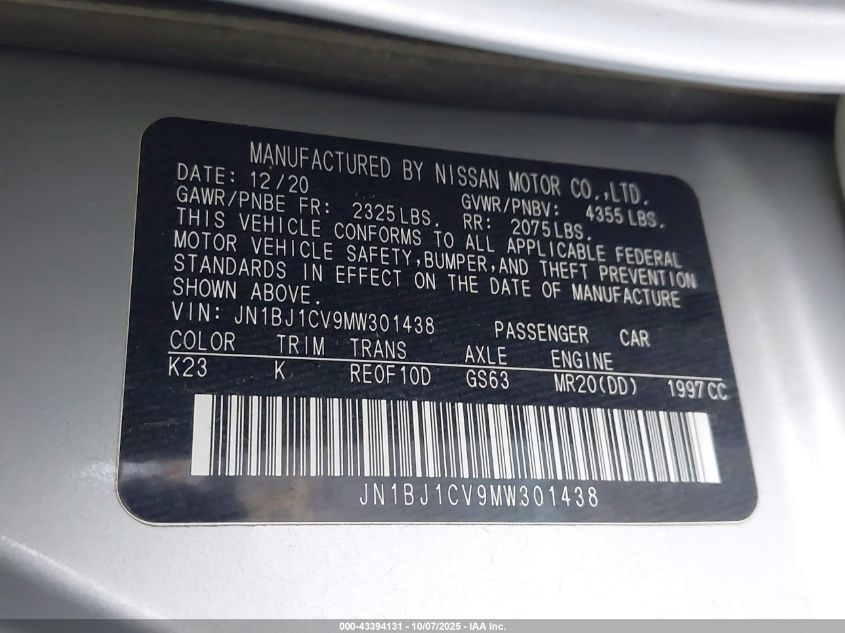 MANUFACTURED BY NISSAN MOTOR CO.,LTD.
DATE: 12/20 GVWR/PNBV: 4355 LBS.
GAWR/PNBE FR: 2325 LBS. RR: 2075 LBS.
THIS VEHICLE CONFORMS TO ALL APPLICABLE FEDERAL
MOTOR VEHICLE SAFETY,BUMPER,AND THEFT PREVENTION
STANDARDS IN EFFECT ON THE DATE OF MANUFACTURE
SHOWN ABOVE.
VIN: JN1BJ1CV9MW301438 PASSENGER CAR
COLOR TRIM TRANS AXLE ENGINE
K23 K RE0F10D GS63 MR20(DD) 1997 CC
JN1BJ1CV9MW301438
000-43394131 - 10/07/2025 - IAA Inc.